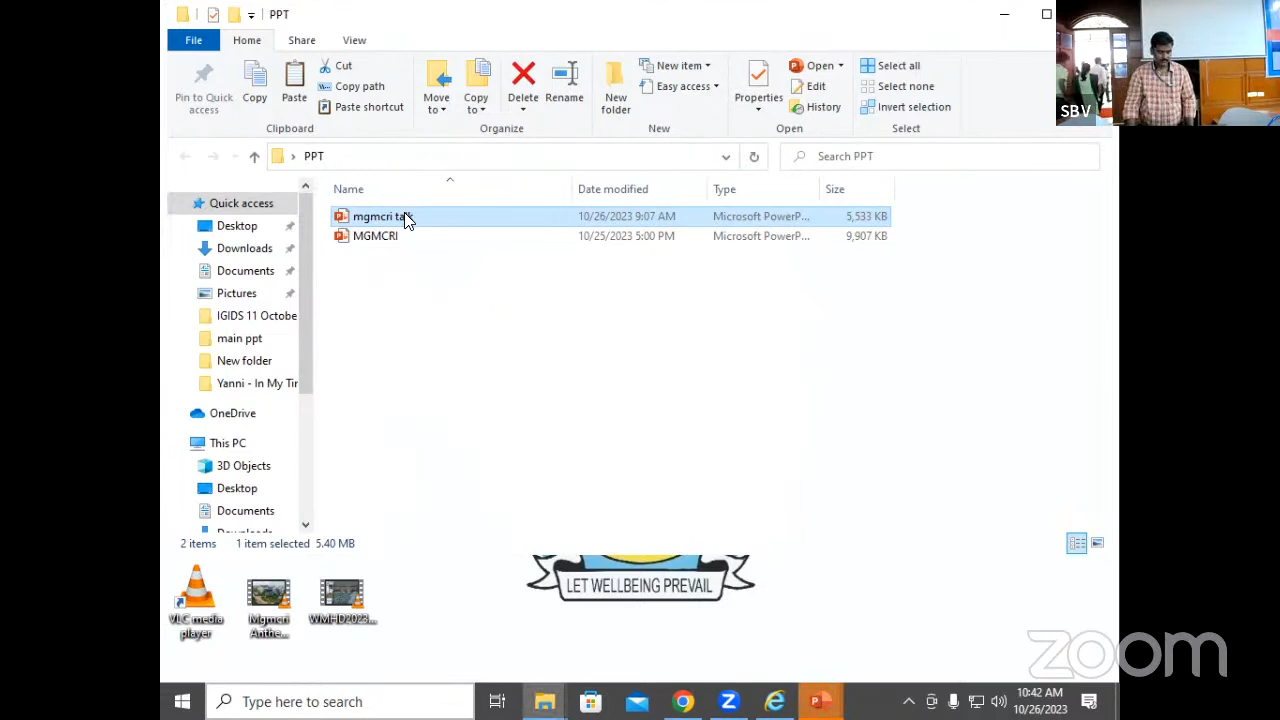 PPT
File
Home
Share
View
Pin to Quick access
Copy
Paste
Cut
Copy path
Paste shortcut
Clipboard
Move to
Copy to
Delete
Rename
Organize
New folder
New item
Easy access
New
Properties
Open
Edit
History
Open
Select all
Select none
Invert selection
Select
PPT
Search PPT
Name
Date modified
Type
Size
mgmcri 10/26/2023 9:07 AM Microsoft PowerP... 5,533 KB
MGMCRI 10/25/2023 5:00 PM Microsoft PowerP... 9,907 KB
Quick access
Desktop
Downloads
Documents
Pictures
IGIDS 11 Octobe
main ppt
New folder
Yanni - In My Tir
OneDrive
This PC
3D Objects
Desktop
Documents
2 items 1 item selected 5.40 MB
LET WELLBEING PREVAIL
VLC media player
Mgmcri Anthe...
WMHD2023...
SBV
zoom
Type here to search
10:42 AM
10/26/2023